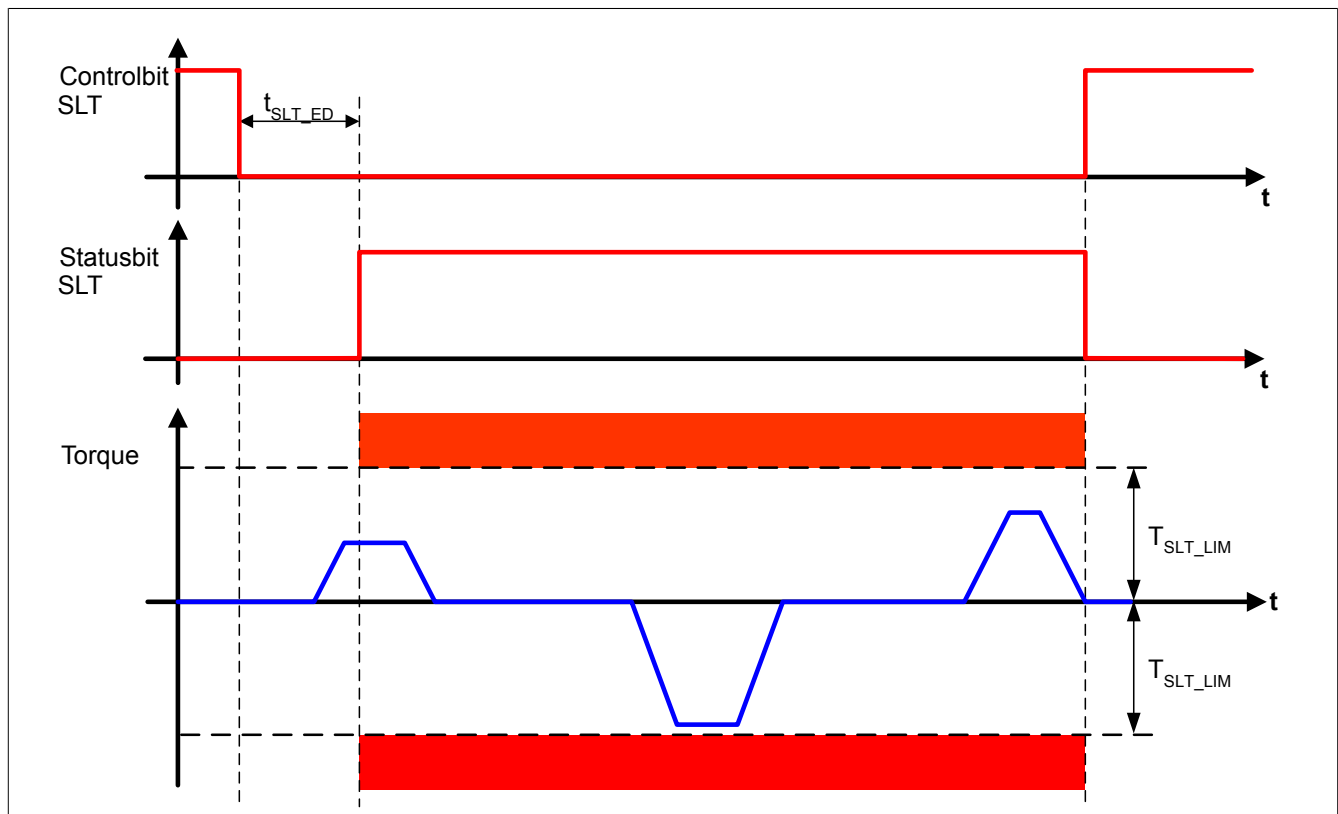 Controlbit
SLT
tSLT_ED
t
Statusbit
SLT
t
Torque
TSLT_LIM
t
TSLT_LIM